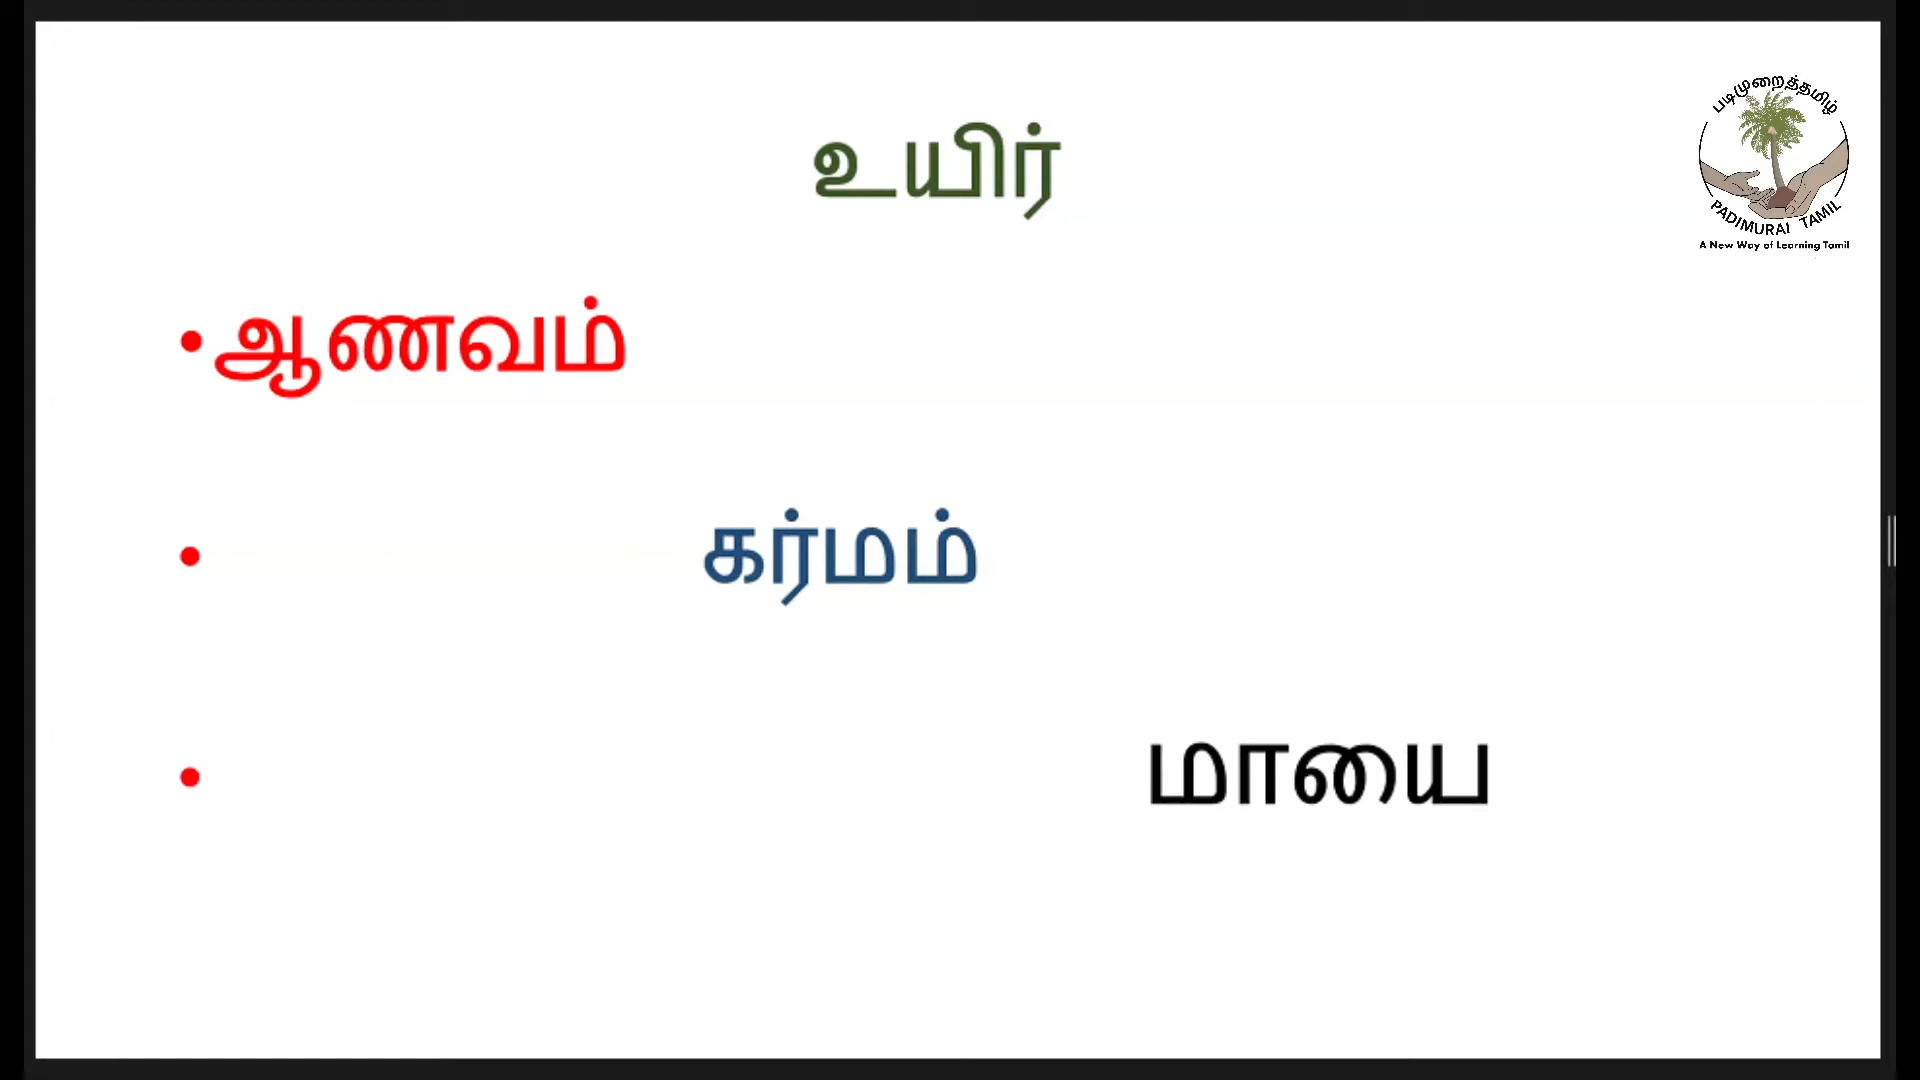 உயிர்
படிமுறைத்தமிழ்
PADIMURAI TAMIL
A New Way of Learning Tamil
• ஆணவம்
• கர்மம்
• மாயை